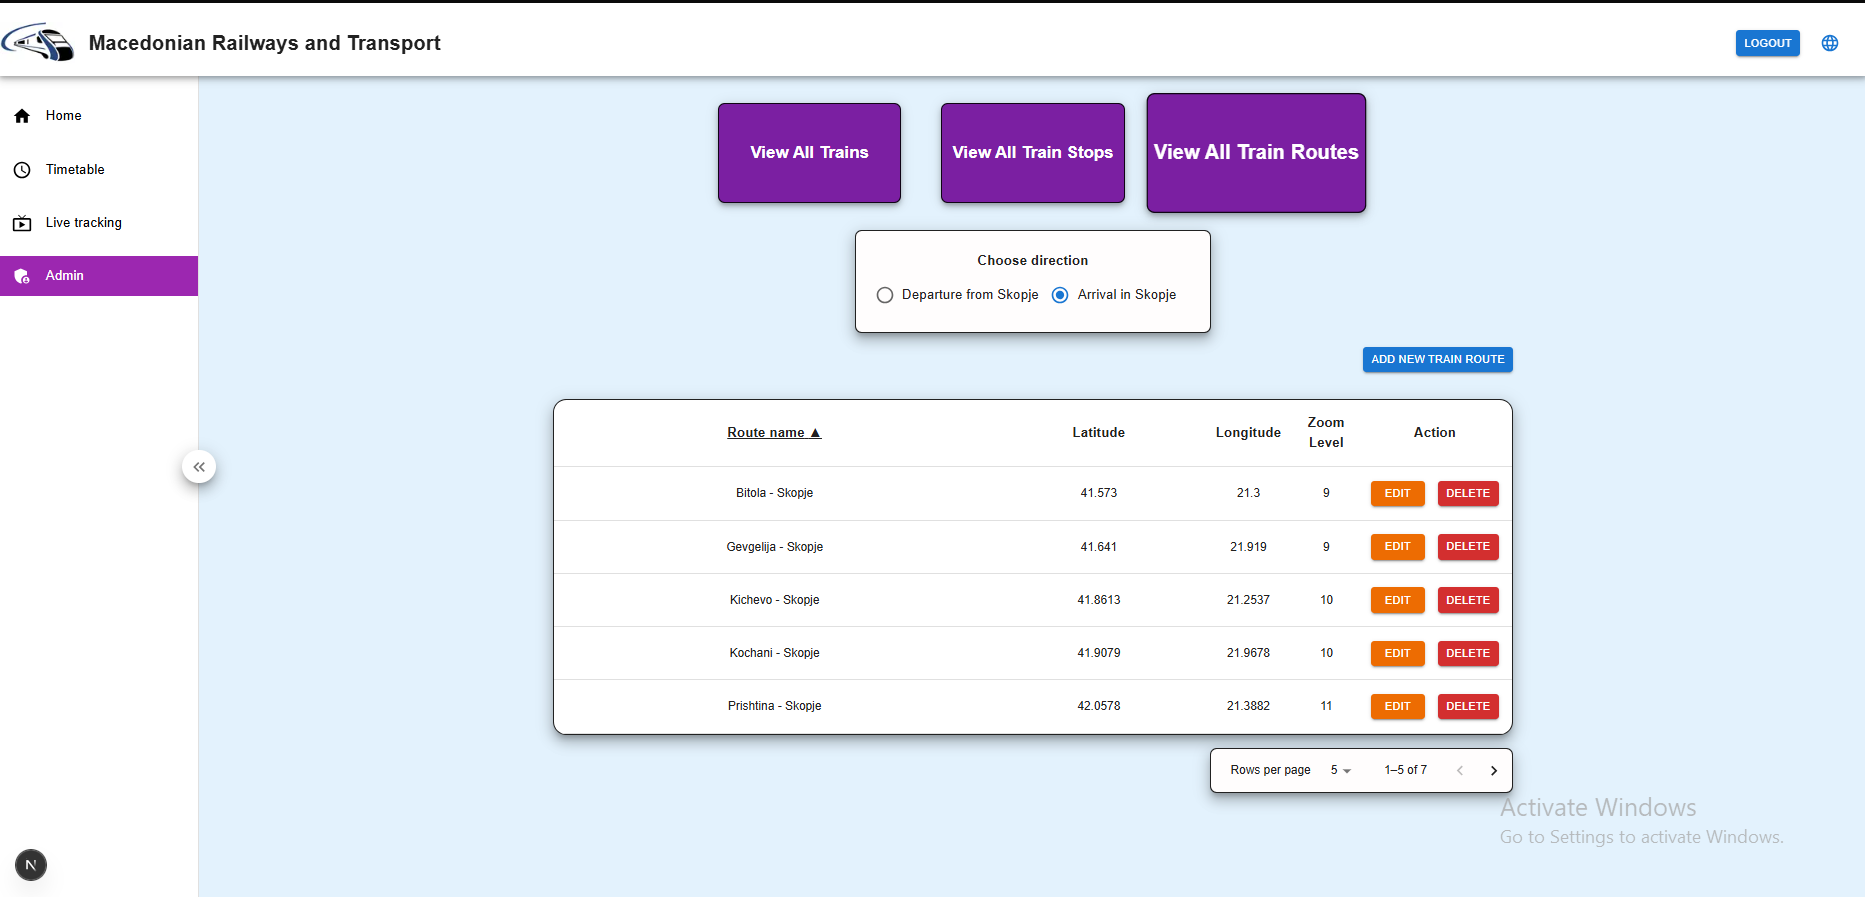 Macedonian Railways and Transport
LOGOUT
Home
Timetable
Live tracking
Admin
View All Trains
View All Train Stops
View All Train Routes
Choose direction
Departure from Skopje
Arrival in Skopje
ADD NEW TRAIN ROUTE
Route name ▲ Latitude Longitude Zoom Level Action
Bitola - Skopje 41.573 21.3 9 EDIT DELETE
Gevgelija - Skopje 41.641 21.919 9 EDIT DELETE
Kichevo - Skopje 41.8613 21.2537 10 EDIT DELETE
Kochani - Skopje 41.9079 21.9678 10 EDIT DELETE
Prishtina - Skopje 42.0578 21.3882 11 EDIT DELETE
Rows per page 5 1–5 of 7
Activate Windows
Go to Settings to activate Windows.
N